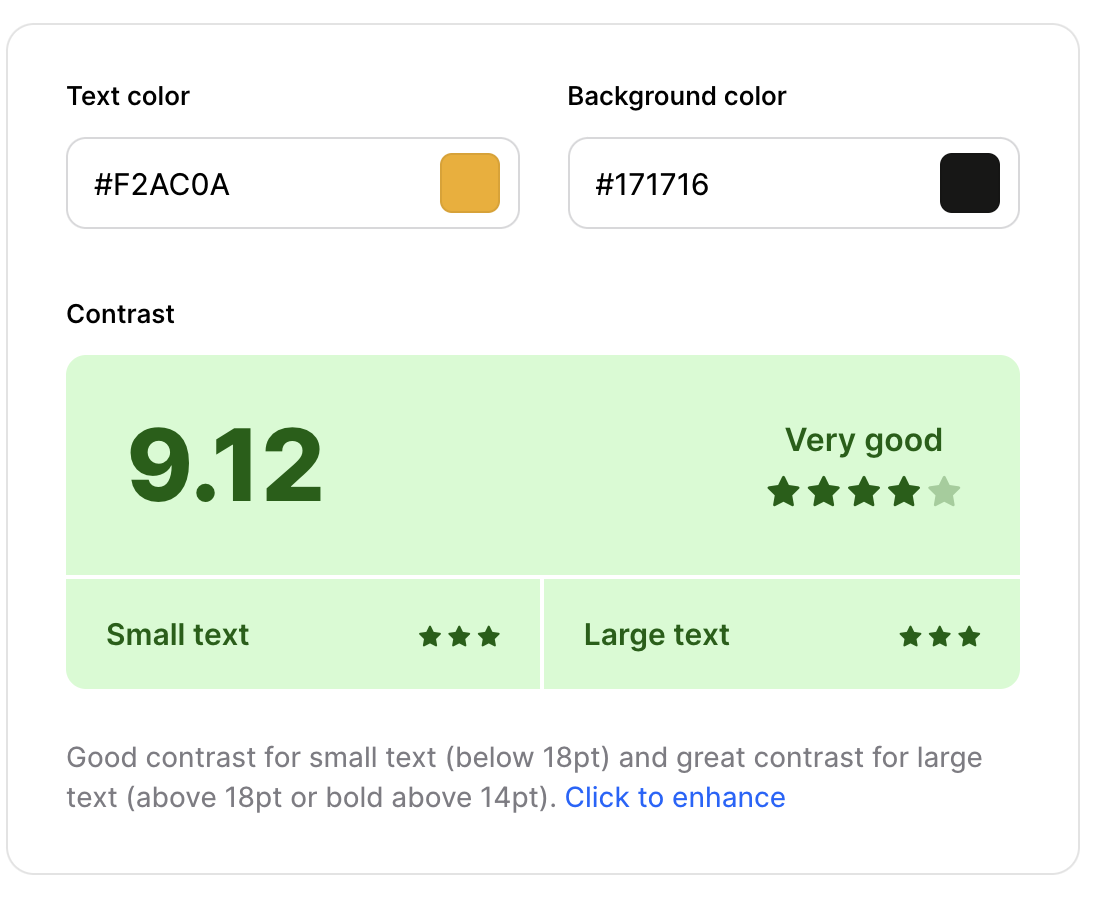 Text color
Background color
#F2AC0A
#171716
Contrast
9.12
Very good
Small text
Large text
Good contrast for small text (below 18pt) and great contrast for large
text (above 18pt or bold above 14pt). Click to enhance